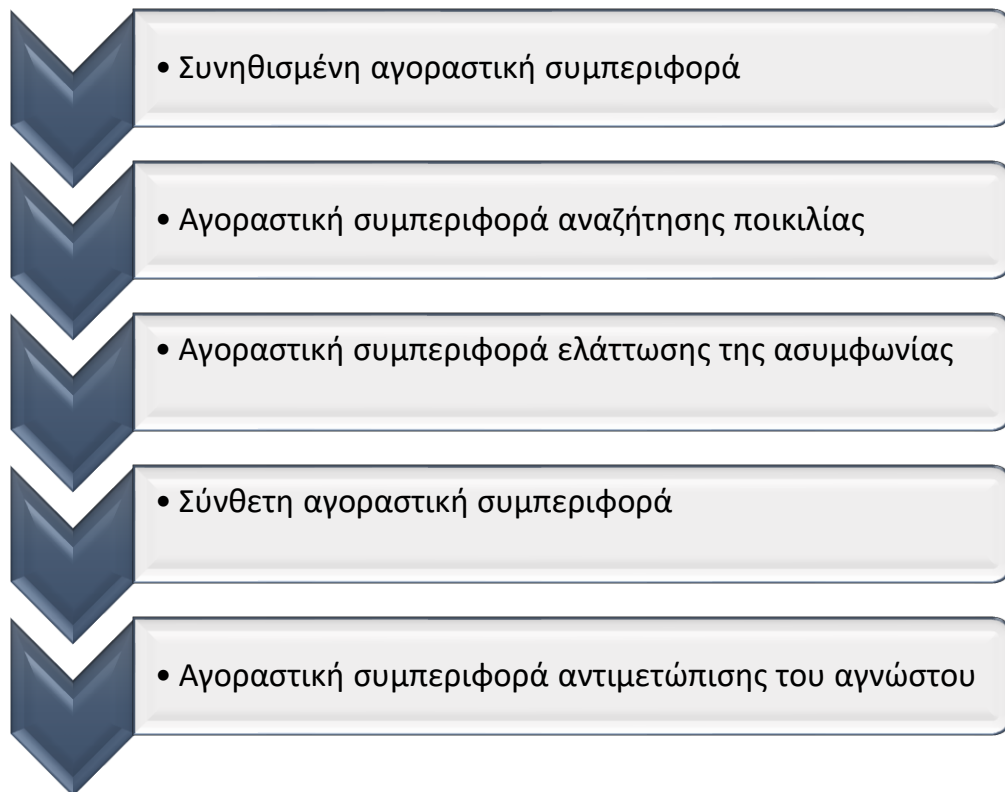 • Συνηθισμένη αγοραστική συμπεριφορά
• Αγοραστική συμπεριφορά αναζήτησης ποικιλίας
• Αγοραστική συμπεριφορά ελάττωσης της ασυμφωνίας
• Σύνθετη αγοραστική συμπεριφορά
• Αγοραστική συμπεριφορά αντιμετώπισης του αγνώστου